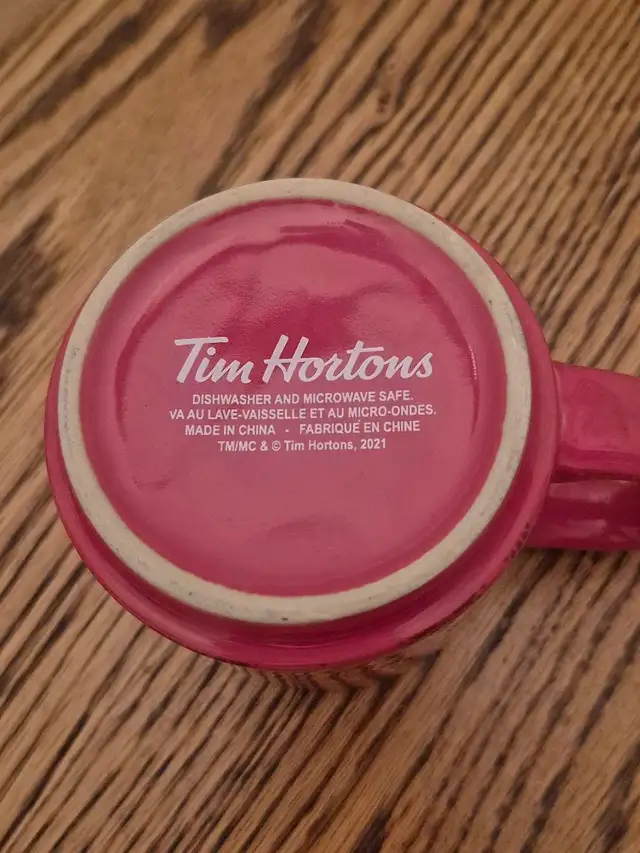 Tim Hortons
DISHWASHER AND MICROWAVE SAFE.
VA AU LAVE-VAISSELLE ET AU MICRO-ONDES.
MADE IN CHINA - FABRIQUÉ EN CHINE
TM/MC & © Tim Hortons, 2021